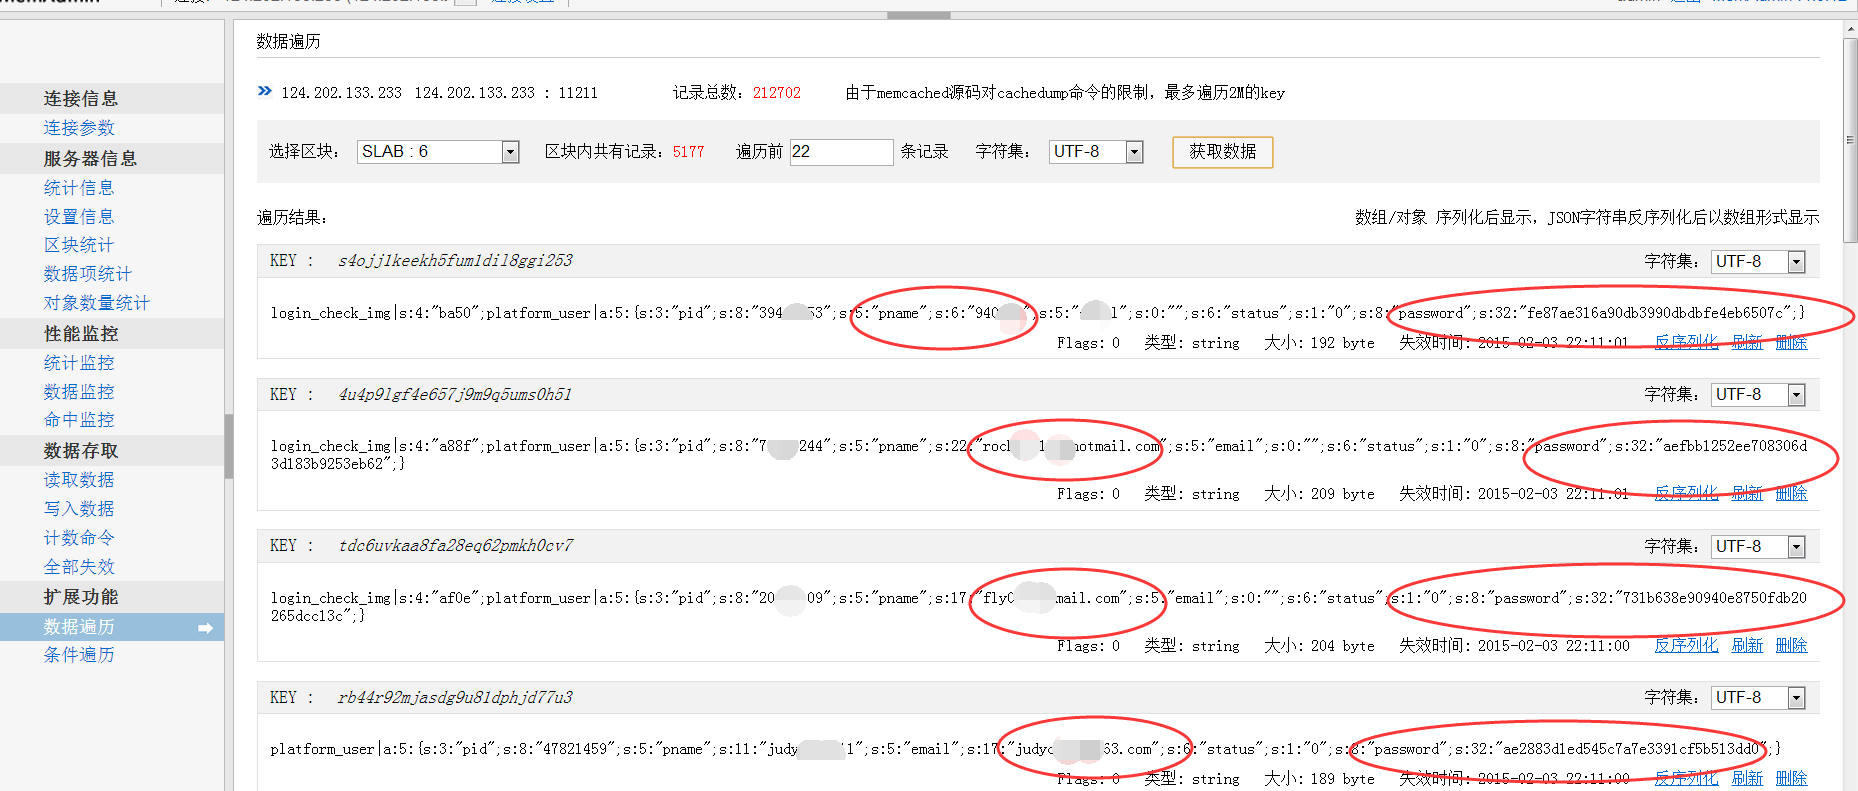 数据遍历
124.202.133.233 124.202.133.233 : 11211 记录总数: 212702 由于memcached源码对cachedump命令的限制, 最多遍历2M的key
连接信息
连接参数
服务器信息
统计信息
设置信息
区块统计
数据项统计
对象数量统计
性能监控
统计监控
数据监控
命中监控
数据存取
读取数据
写入数据
计数命令
全部失效
扩展功能
数据遍历
条件遍历
选择区块: SLAB : 6 区块内共有记录: 5177 遍历前 22 条记录 字符集: UTF-8 获取数据
遍历结果: 数组/对象 序列化后显示, JSON字符串反序列化后以数组形式显示
KEY : s4ojjlkeekh5fumldil8ggi253 字符集: UTF-8
login_check_img|s:4:"ba50";platform_user|a:5:{s:3:"pid";s:8:"394 53";s:5:"pname";s:6:"940 ";s:5:" l";s:0:"";s:6:"status";s:1:"0";s:8:"password";s:32:"fe87ae316a90db3990dbdbfe4eb6507c";}
Flags: 0 类型: string 大小: 192 byte 失效时间: 2015-02-03 22:11:01 反序列化 刷新 删除
KEY : 4u4p9lgf4e657j9m9q5ums0h51 字符集: UTF-8
login_check_img|s:4:"a88f";platform_user|a:5:{s:3:"pid";s:8:"7 244";s:5:"pname";s:22:"roc l notmail.com";s:5:"email";s:0:"";s:6:"status";s:1:"0";s:8:"password";s:32:"aefbb1252ee708306d
3d183b9253eb62";}
Flags: 0 类型: string 大小: 209 byte 失效时间: 2015-02-03 22:11:01 反序列化 刷新 删除
KEY : tdc6uvkaa8fa28eq62pmkh0cv7 字符集: UTF-8
login_check_img|s:4:"af0e";platform_user|a:5:{s:3:"pid";s:8:"20 09";s:5:"pname";s:17:"fly mail.com";s:5:"email";s:0:"";s:6:"status";s:1:"0";s:8:"password";s:32:"731b638e90940e8750fdb20
265dcc13c";}
Flags: 0 类型: string 大小: 204 byte 失效时间: 2015-02-03 22:11:00 反序列化 刷新 删除
KEY : rb44r92mjasdg9u8ldphjd77u3 字符集: UTF-8
platform_user|a:5:{s:3:"pid";s:8:"47821459";s:5:"pname";s:11:"judy 1";s:5:"email";s:17:"judyc 63.com";s:6:"status";s:1:"0";s:8:"password";s:32:"ae2883d1ed545c7a7e3391cf5b513dd0";}
Flags: 0 类型: string 大小: 189 byte 失效时间: 2015-02-03 22:11:00 反序列化 刷新 删除